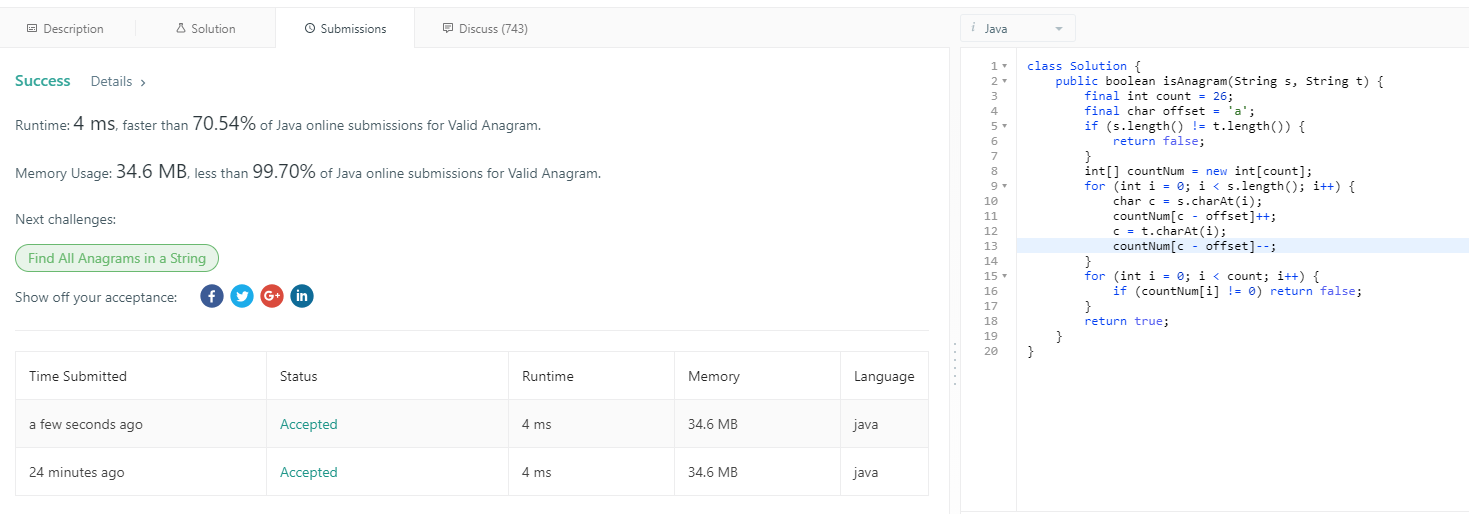 Description
Solution
Submissions
Discuss (743)
Success
Details >
Runtime: 4 ms, faster than 70.54% of Java online submissions for Valid Anagram.
Memory Usage: 34.6 MB, less than 99.70% of Java online submissions for Valid Anagram.
Next challenges:
Find All Anagrams in a String
Show off your acceptance:
f
G+
in
Time Submitted Status Runtime Memory Language
a few seconds ago Accepted 4 ms 34.6 MB java
24 minutes ago Accepted 4 ms 34.6 MB java
i Java
1 class Solution {
2     public boolean isAnagram(String s, String t) {
3         final int count = 26;
4         final char offset = 'a';
5         if (s.length() != t.length()) {
6             return false;
7         }
8         int[] countNum = new int[count];
9         for (int i = 0; i < s.length(); i++) {
10             char c = s.charAt(i);
11             countNum[c - offset]++;
12             c = t.charAt(i);
13             countNum[c - offset]--;
14         }
15         for (int i = 0; i < count; i++) {
16             if (countNum[i] != 0) return false;
17         }
18         return true;
19     }
20 }